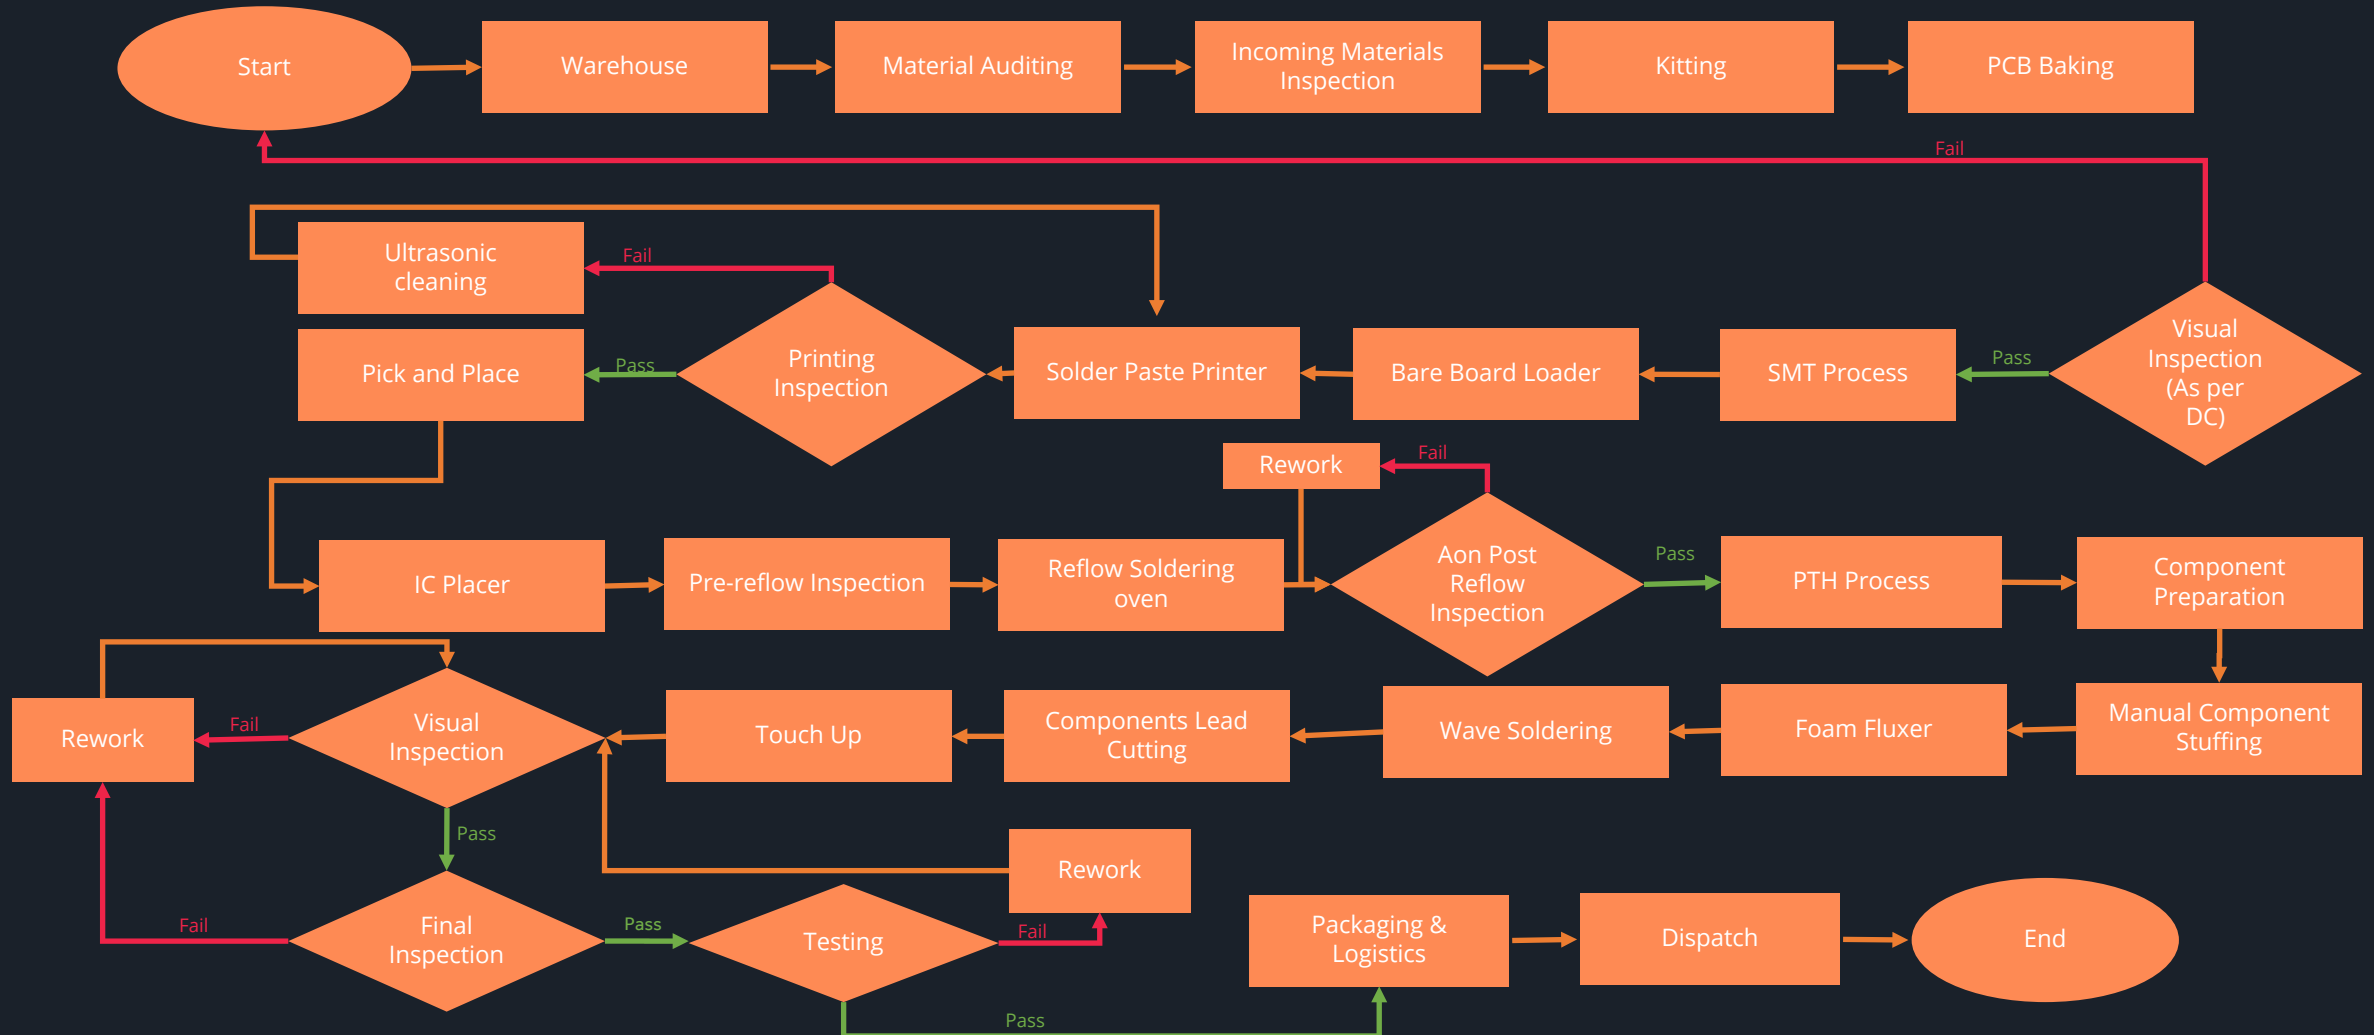 Start
Warehouse
Material Auditing
Incoming Materials
Inspection
Kitting
PCB Baking
Fail
Ultrasonic
cleaning
Fail
Pick and Place
Pass
Printing
Inspection
Solder Paste Printer
Bare Board Loader
SMT Process
Pass
Visual
Inspection
(As per
DC)
Rework
Fail
IC Placer
Pre-reflow Inspection
Reflow Soldering
oven
Aon Post
Reflow
Inspection
Pass
PTH Process
Component
Preparation
Rework
Fail
Visual
Inspection
Touch Up
Components Lead
Cutting
Wave Soldering
Foam Fluxer
Manual Component
Stuffing
Pass
Fail
Final
Inspection
Pass
Testing
Fail
Rework
Pass
Packaging &
Logistics
Dispatch
End